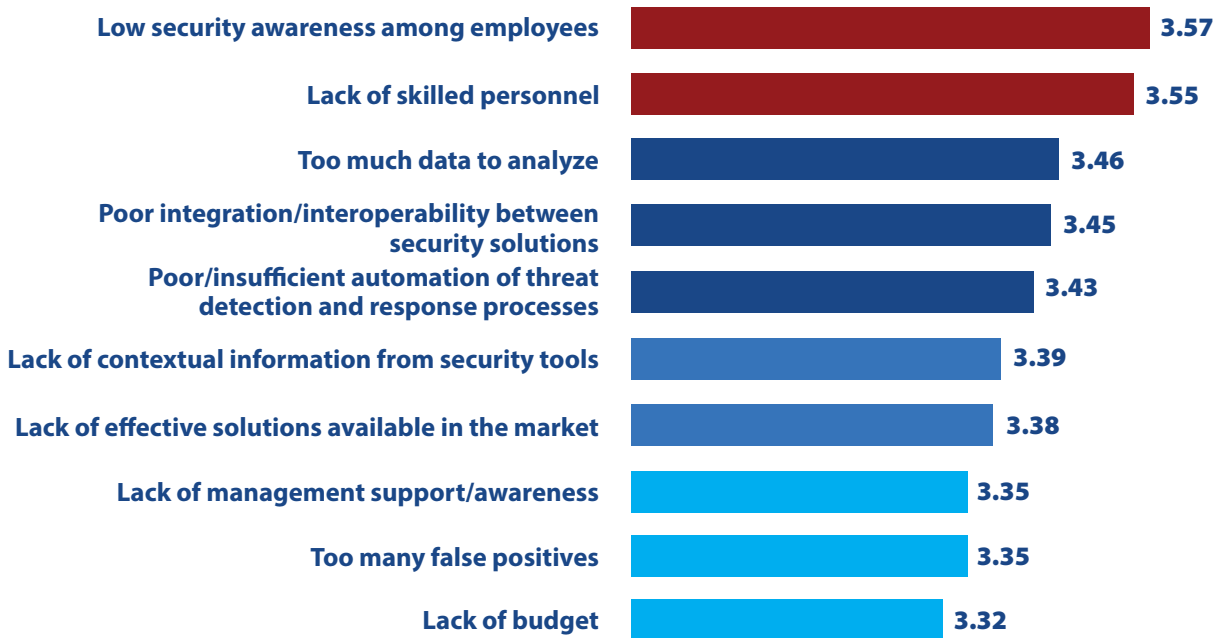 Low security awareness among employees 3.57
Lack of skilled personnel 3.55
Too much data to analyze 3.46
Poor integration/interoperability between
security solutions 3.45
Poor/insufficient automation of threat
detection and response processes 3.43
Lack of contextual information from security tools 3.39
Lack of effective solutions available in the market 3.38
Lack of management support/awareness 3.35
Too many false positives 3.35
Lack of budget 3.32